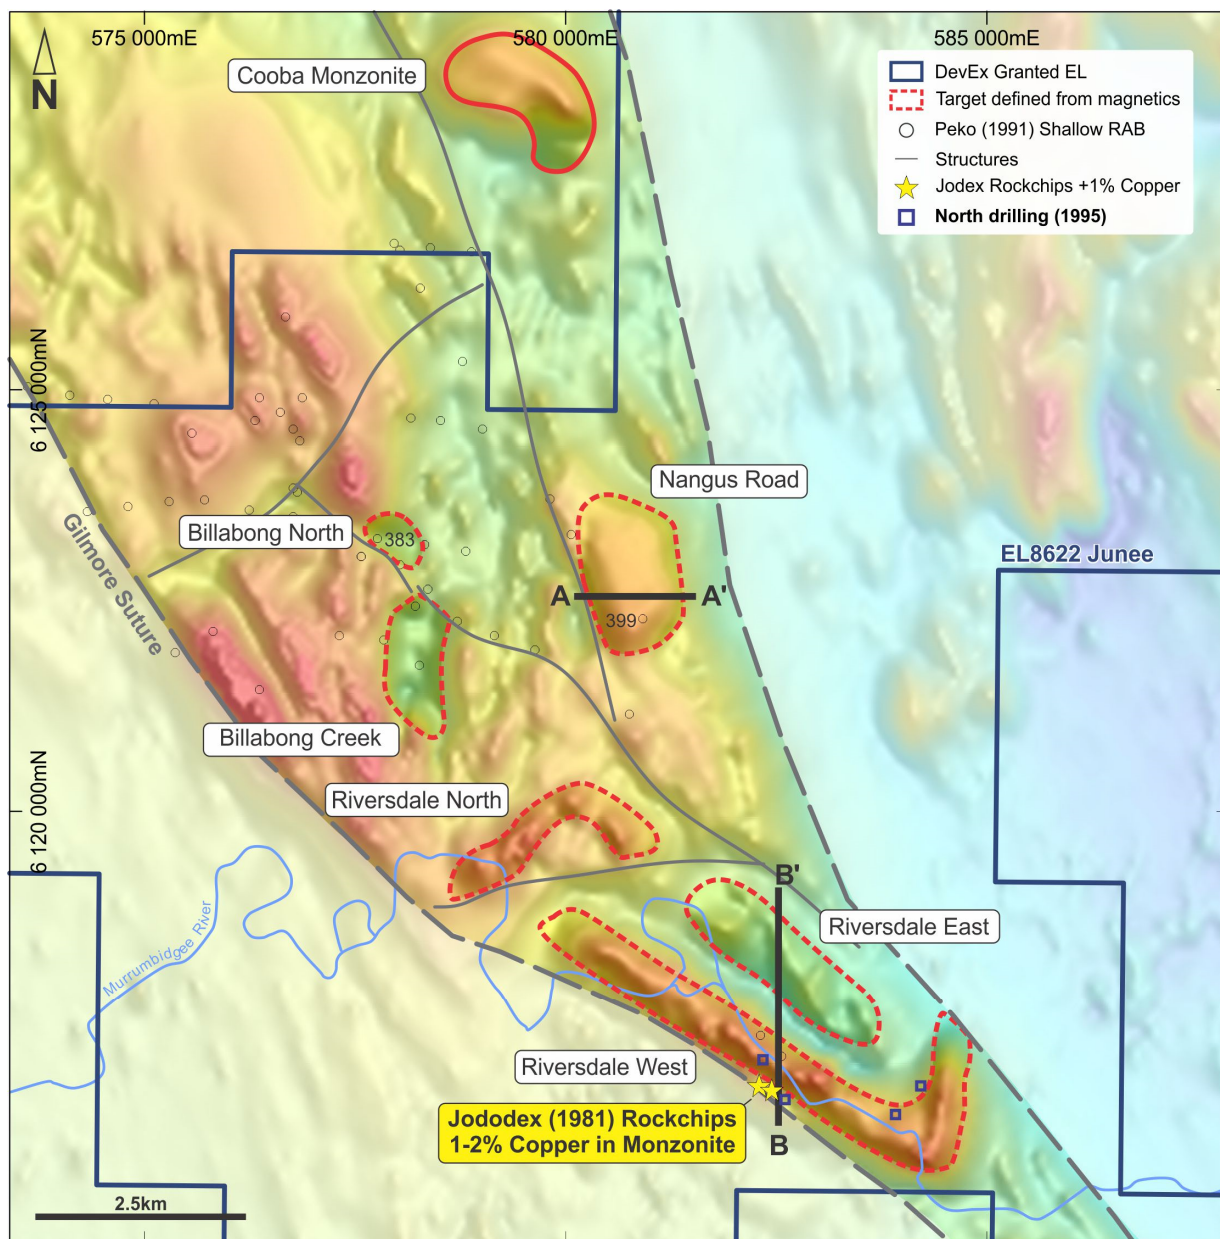 575 000mE
580 000mE
585 000mE
N
Cooba Monzonite
DevEx Granted EL
Target defined from magnetics
Peko (1991) Shallow RAB
Structures
Jodex Rockchips +1% Copper
North drilling (1995)
6 125 000mN
Nangus Road
Billabong North
383
Gilmore Suture
EL8622 Junee
A
A'
399
Billabong Creek
Riversdale North
6 120 000mN
B'
Riversdale East
Murrumbidgee River
Riversdale West
Jododex (1981) Rockchips
1-2% Copper in Monzonite
B
2.5km